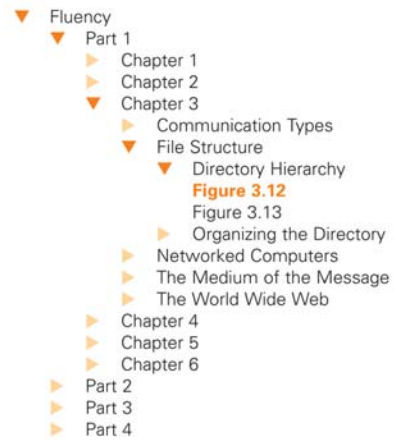 Fluency
Part 1
Chapter 1
Chapter 2
Chapter 3
Communication Types
File Structure
Directory Hierarchy
Figure 3.12
Figure 3.13
Organizing the Directory
Networked Computers
The Medium of the Message
The World Wide Web
Chapter 4
Chapter 5
Chapter 6
Part 2
Part 3
Part 4